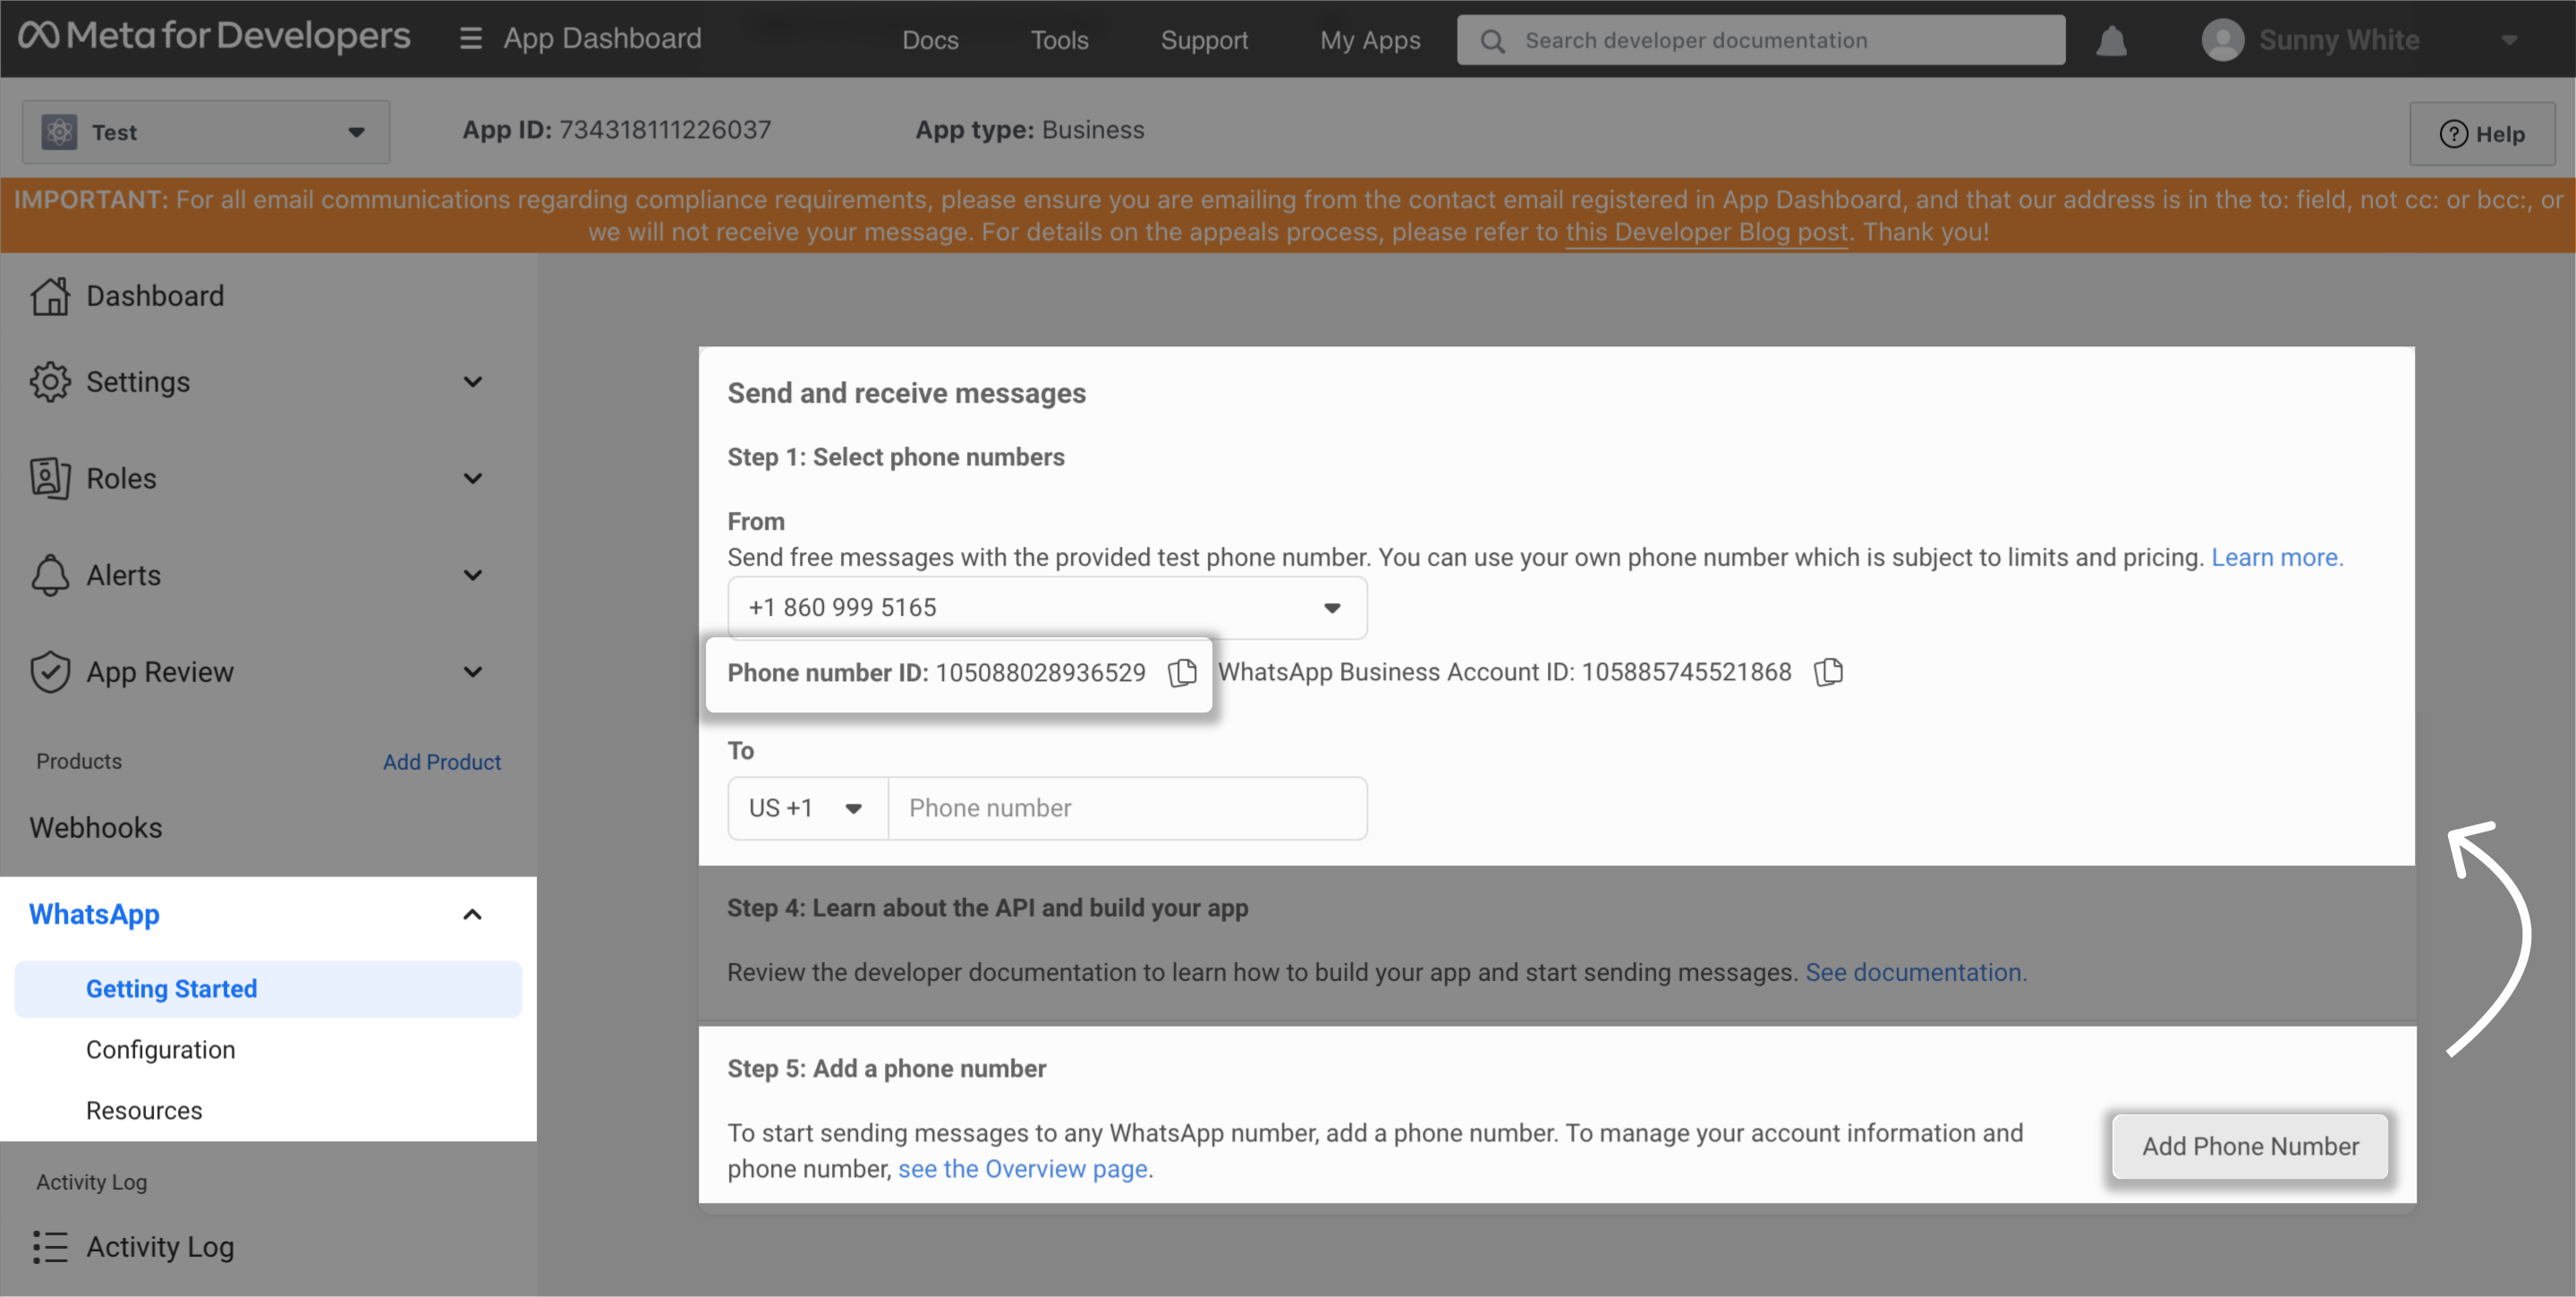 Meta for Developers
App Dashboard
Docs
Tools
Support
My Apps
Search developer documentation
Sunny White
Test
App ID: 734318111226037
App type: Business
Help
IMPORTANT: For all email communications regarding compliance requirements, please ensure you are emailing from the contact email registered in App Dashboard, and that our address is in the to: field, not cc: or bcc:, or
we will not receive your message. For details on the appeals process, please refer to this Developer Blog post. Thank you!
Dashboard
Settings
Roles
Alerts
App Review
Products
Add Product
Webhooks
WhatsApp
Getting Started
Configuration
Resources
Activity Log
Activity Log
Send and receive messages
Step 1: Select phone numbers
From
Send free messages with the provided test phone number. You can use your own phone number which is subject to limits and pricing. Learn more.
+1 860 999 5165
Phone number ID: 105088028936529
WhatsApp Business Account ID: 105885745521868
To
US +1
Phone number
Step 4: Learn about the API and build your app
Review the developer documentation to learn how to build your app and start sending messages. See documentation.
Step 5: Add a phone number
To start sending messages to any WhatsApp number, add a phone number. To manage your account information and
phone number, see the Overview page.
Add Phone Number